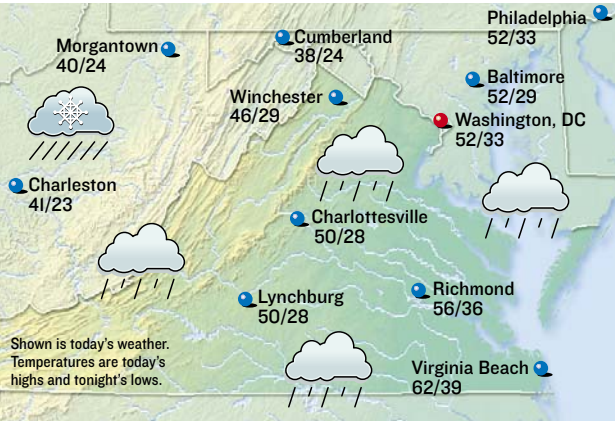 Philadelphia
52/33
Cumberland
38/24
Morgantown
40/24
Baltimore
52/29
Winchester
46/29
Washington, DC
52/33
Charleston
41/23
Charlottesville
50/28
Richmond
56/36
Lynchburg
50/28
Shown is today's weather.
Temperatures are today's
highs and tonight's lows.
Virginia Beach
62/39